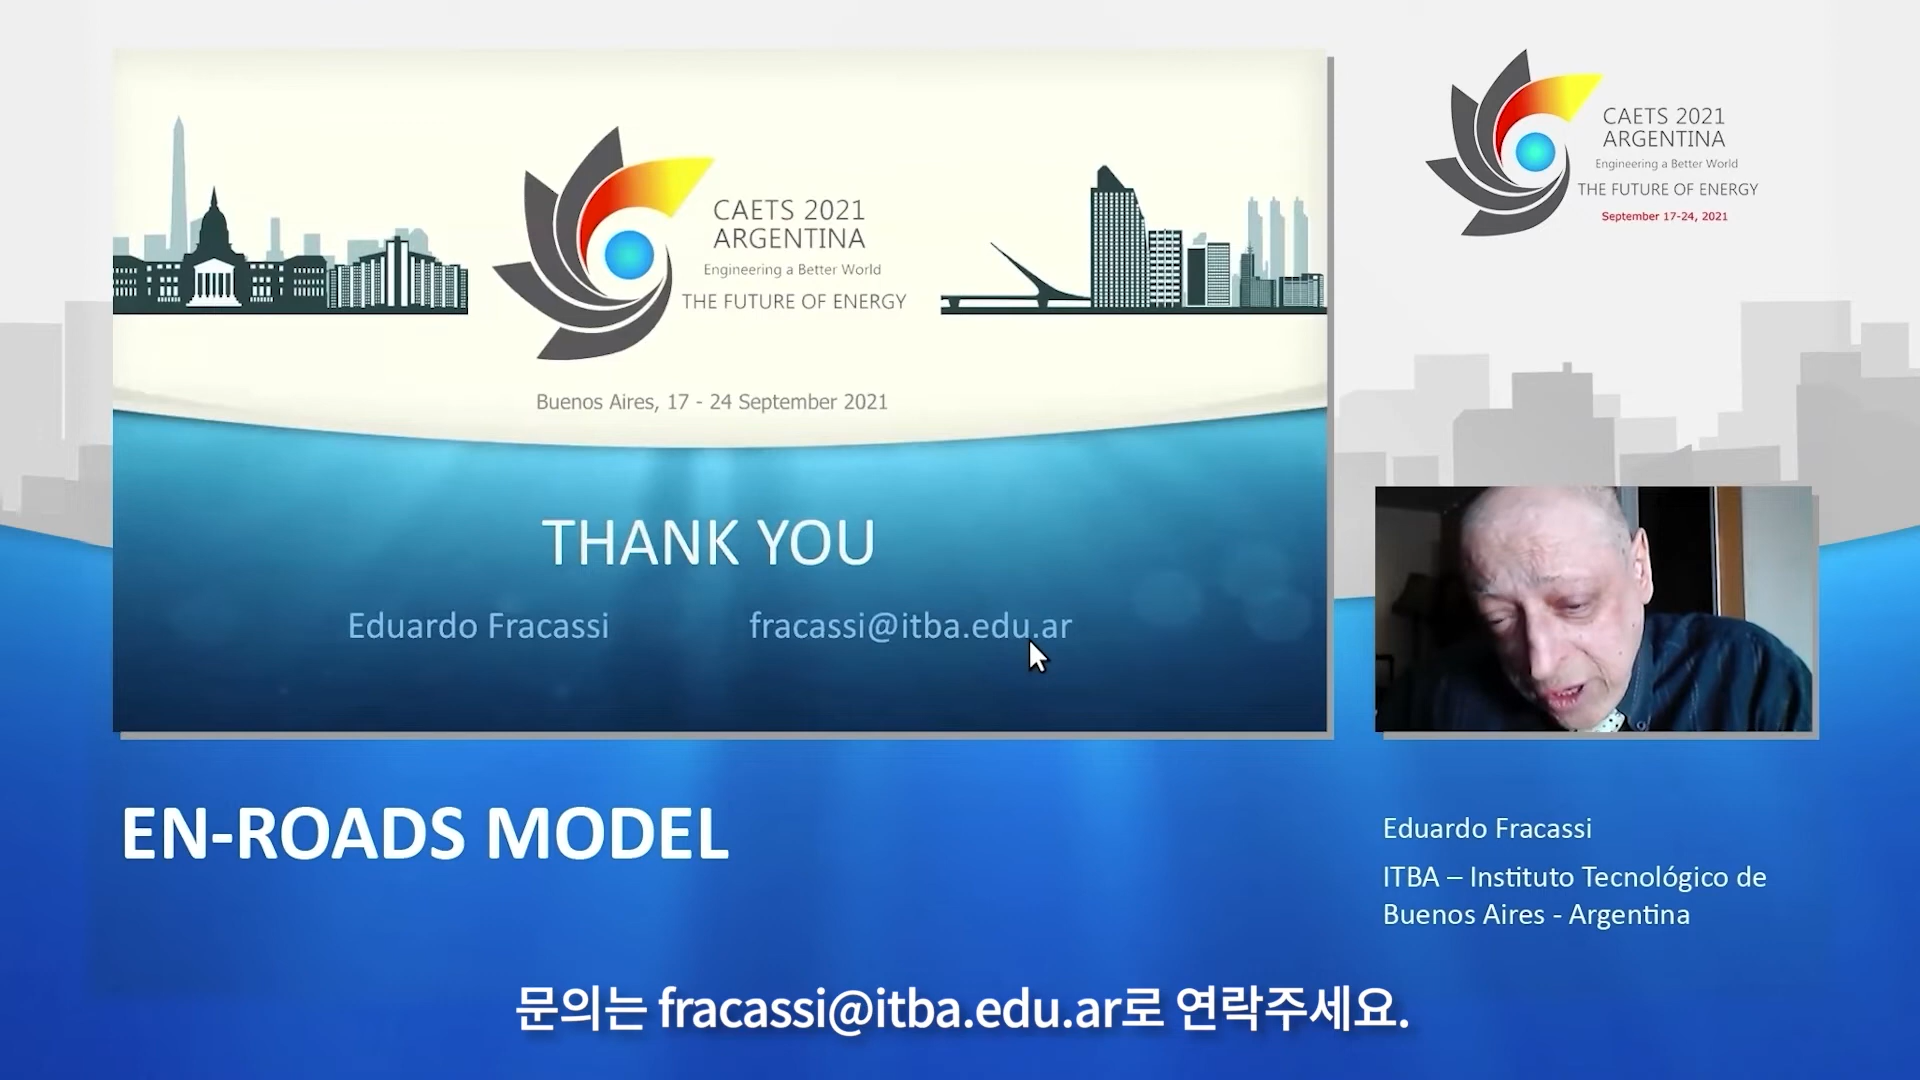 CAETS 2021
ARGENTINA
Engineering a Better World
THE FUTURE OF ENERGY
Buenos Aires, 17 - 24 September 2021
THANK YOU
Eduardo Fracassi
fracassi@itba.edu.ar
CAETS 2021
ARGENTINA
Engineering a Better World
THE FUTURE OF ENERGY
September 17-24, 2021
EN-ROADS MODEL
Eduardo Fracassi
ITBA – Instituto Tecnológico de
Buenos Aires - Argentina
문의는 fracassi@itba.edu.ar로 연락주세요.